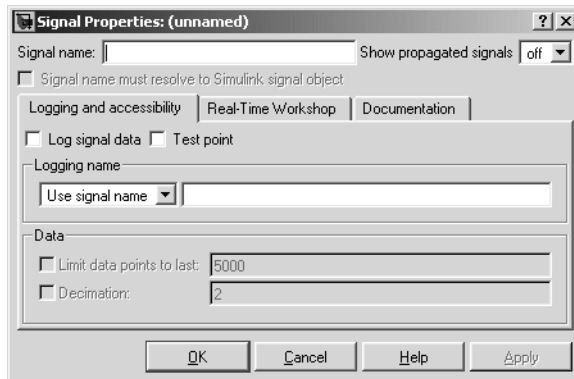 Signal Properties: (unnamed)
Signal name: Show propagated signals off
Signal name must resolve to Simulink signal object
Logging and accessibility Real-Time Workshop Documentation
Log signal data Test point
Logging name
Use signal name
Data
Limit data points to last: 5000
Decimation: 2
OK Cancel Help Apply